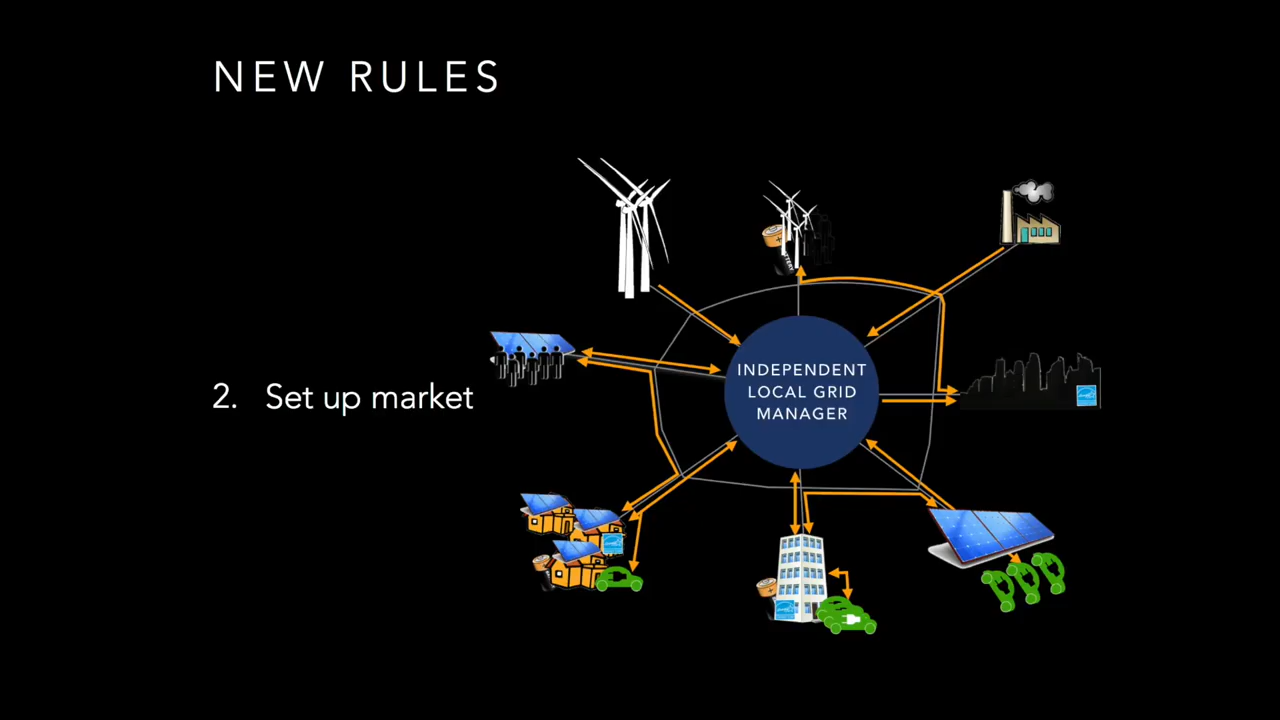 NEW RULES
2. Set up market
INDEPENDENT
LOCAL GRID
MANAGER